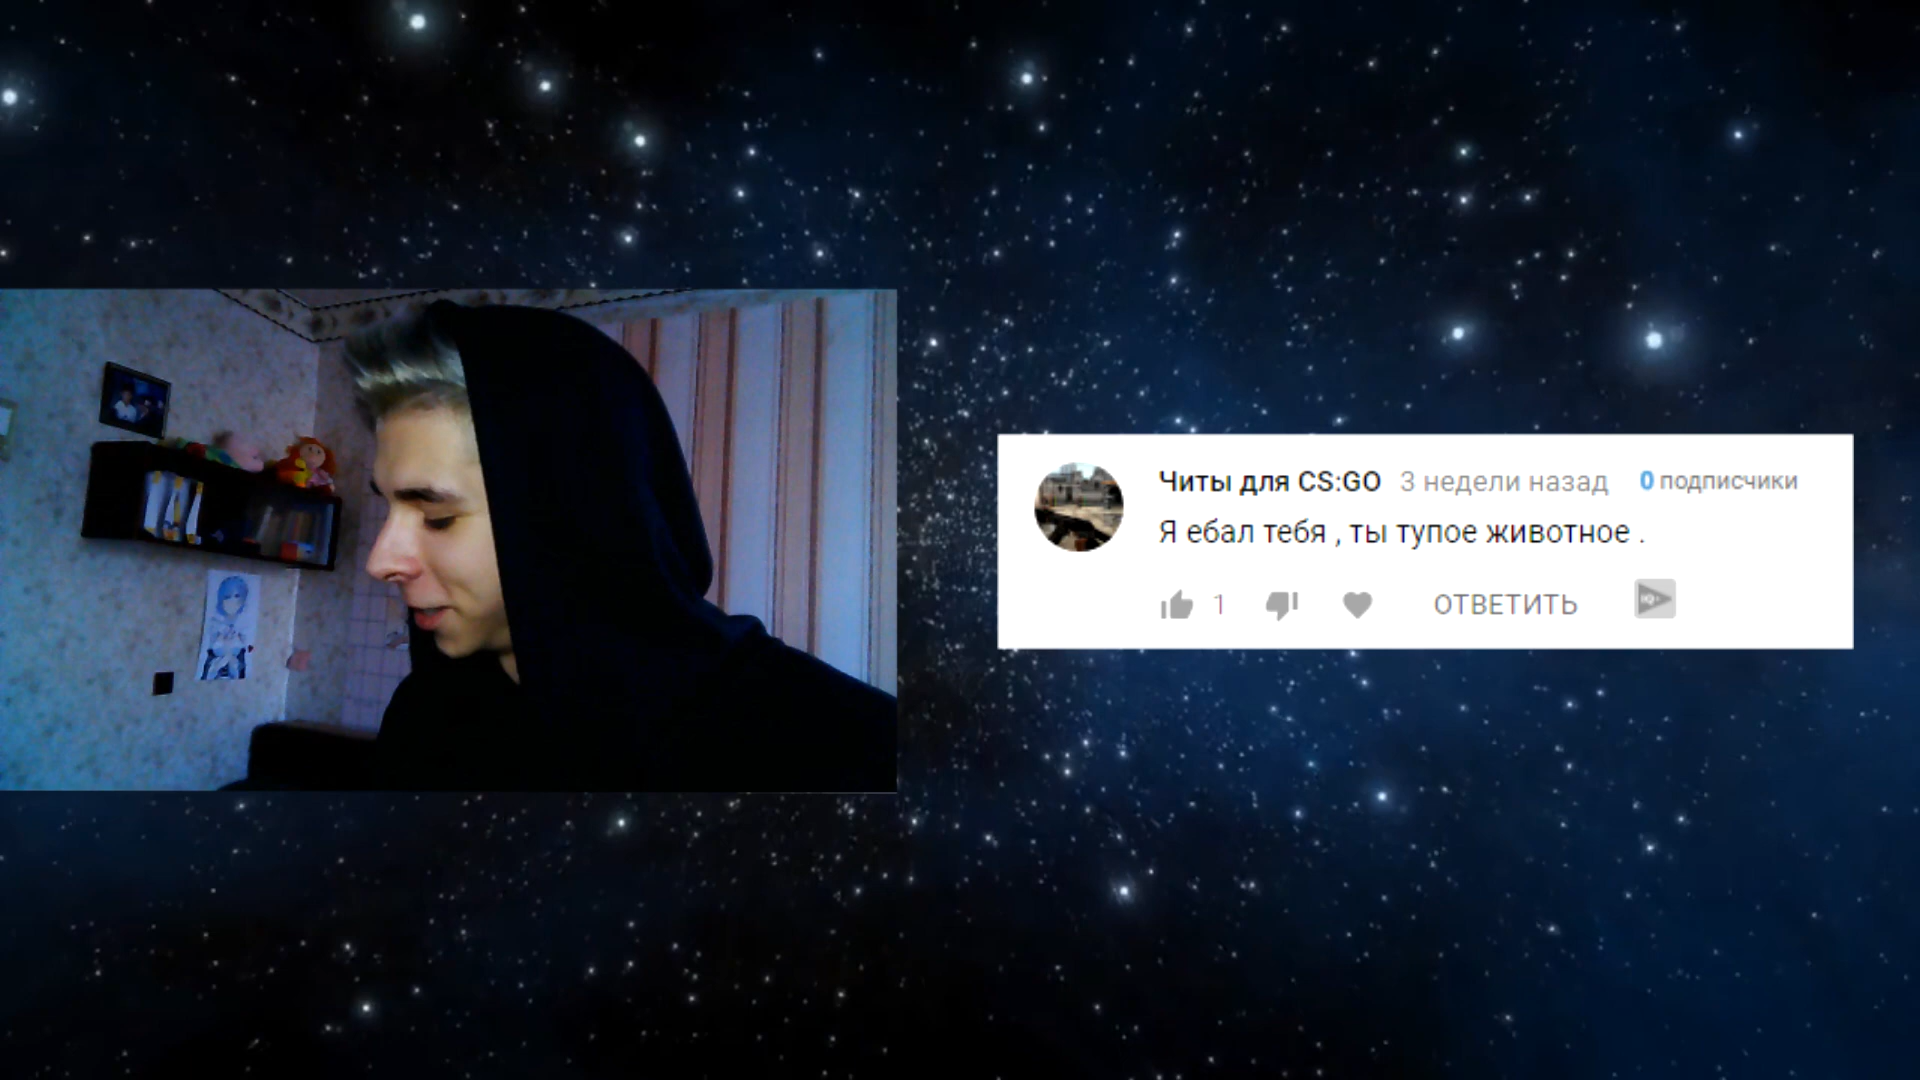 Читы для CS:GO 3 недели назад 0 подписчики
Я ебал тебя , ты тупое животное .
1 ОТВЕТИТЬ